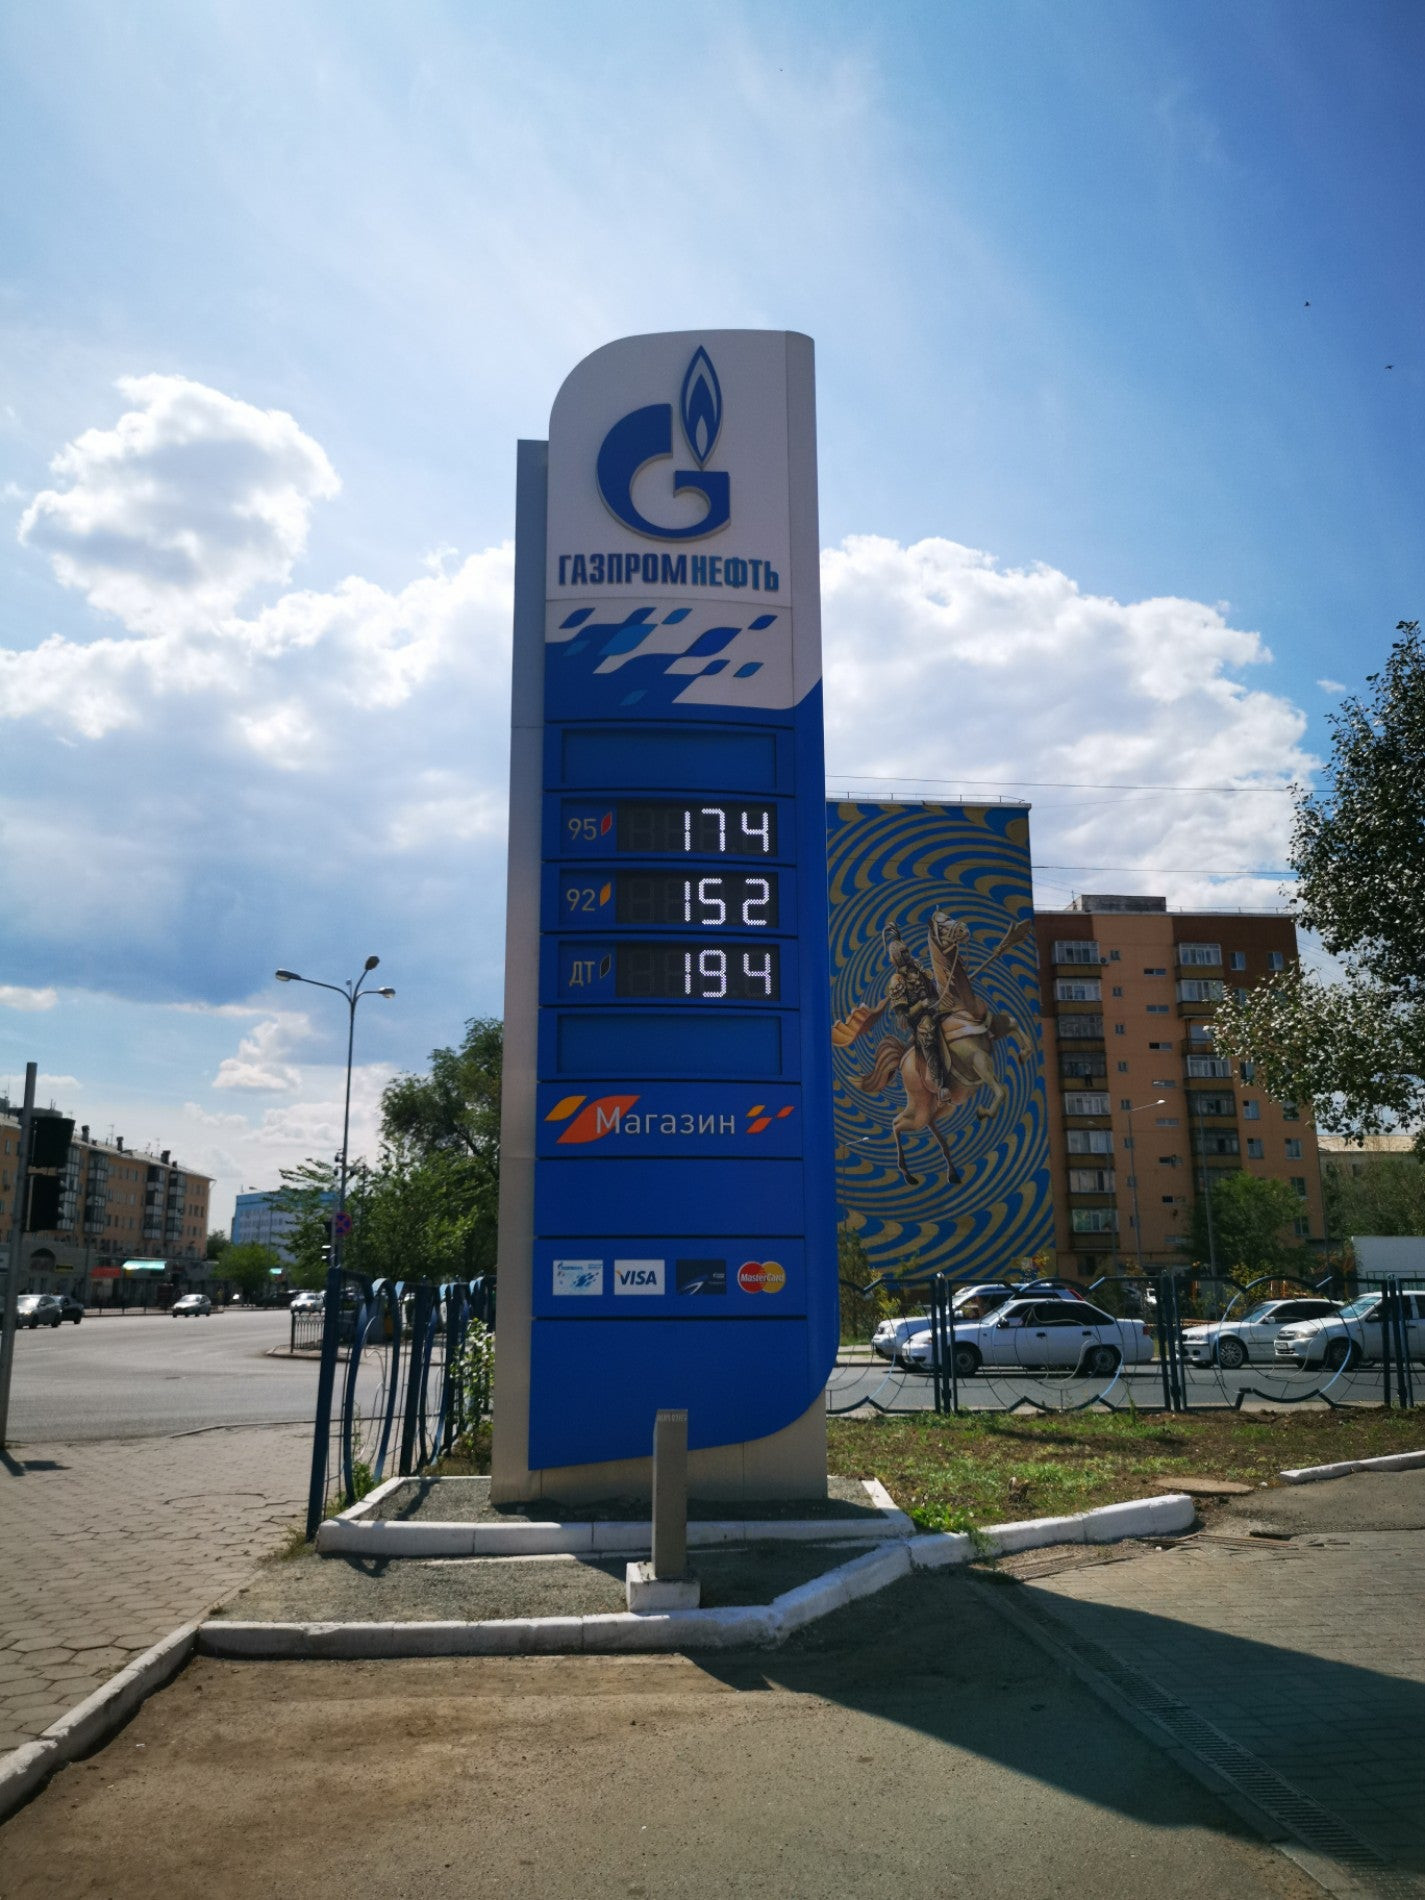 ГАЗПРОМНЕФТЬ
95 174
92 152
ДТ 194
Магазин
VISA MasterCard